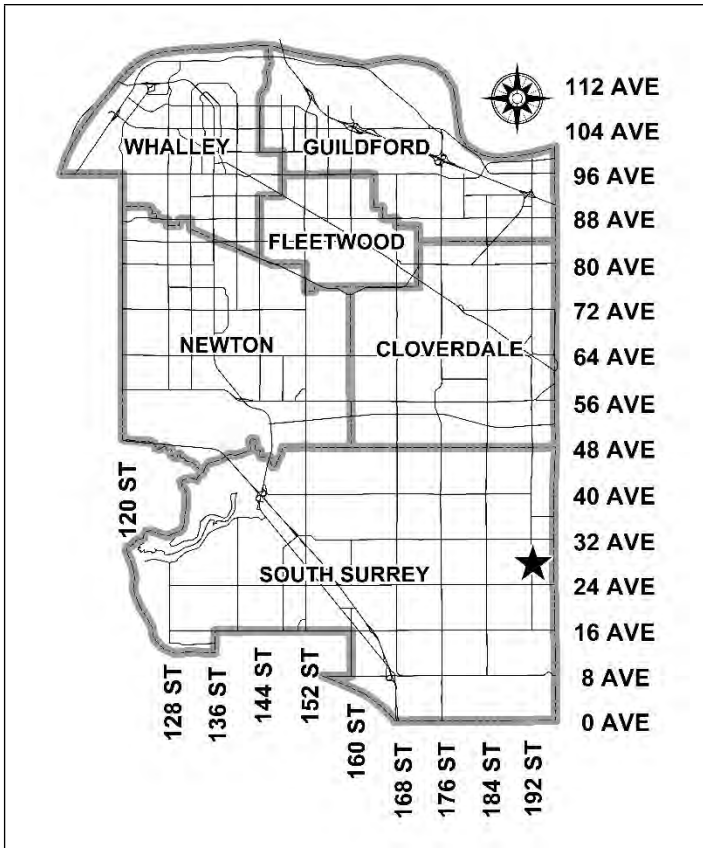 112 AVE
104 AVE
WHALLEY
GUILDFORD
96 AVE
88 AVE
FLEETWOOD
80 AVE
72 AVE
NEWTON
CLOVERDALE
64 AVE
56 AVE
48 AVE
120 ST
40 AVE
32 AVE
SOUTH SURREY
24 AVE
16 AVE
8 AVE
0 AVE
128 ST
136 ST
144 ST
152 ST
160 ST
168 ST
176 ST
184 ST
192 ST